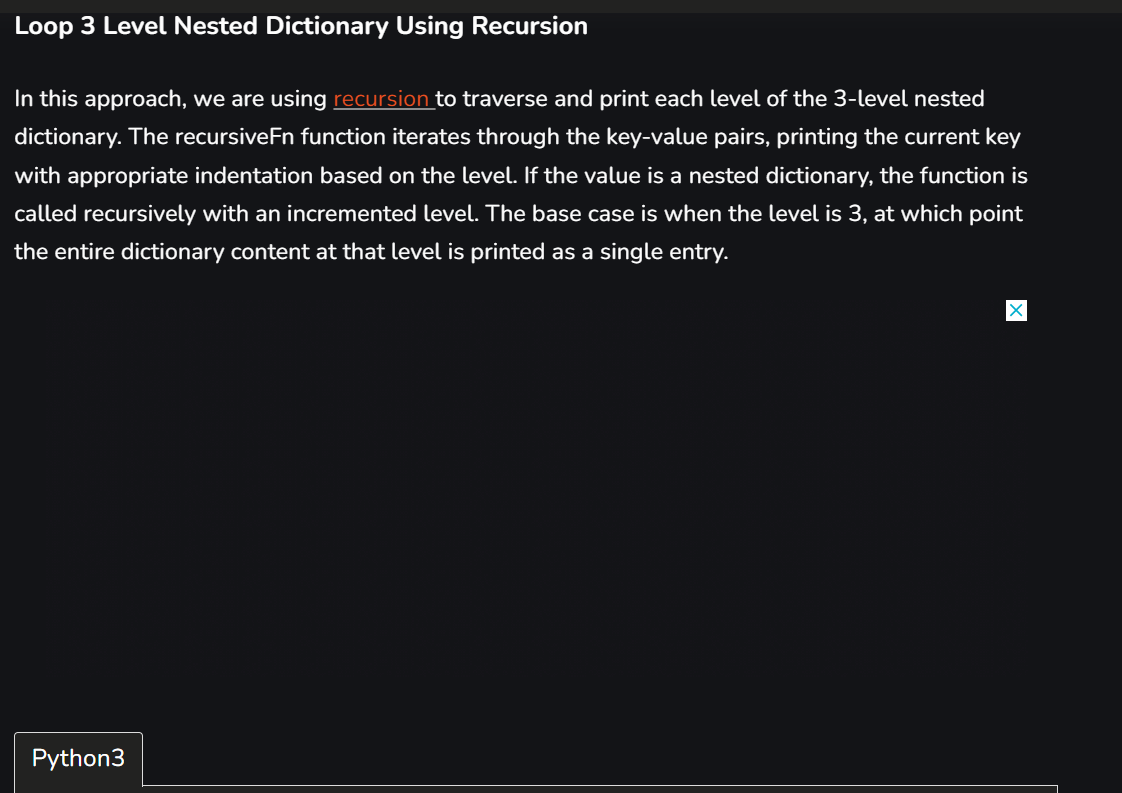 Loop 3 Level Nested Dictionary Using Recursion
In this approach, we are using recursion to traverse and print each level of the 3-level nested
dictionary. The recursiveFn function iterates through the key-value pairs, printing the current key
with appropriate indentation based on the level. If the value is a nested dictionary, the function is
called recursively with an incremented level. The base case is when the level is 3, at which point
the entire dictionary content at that level is printed as a single entry.
Python3